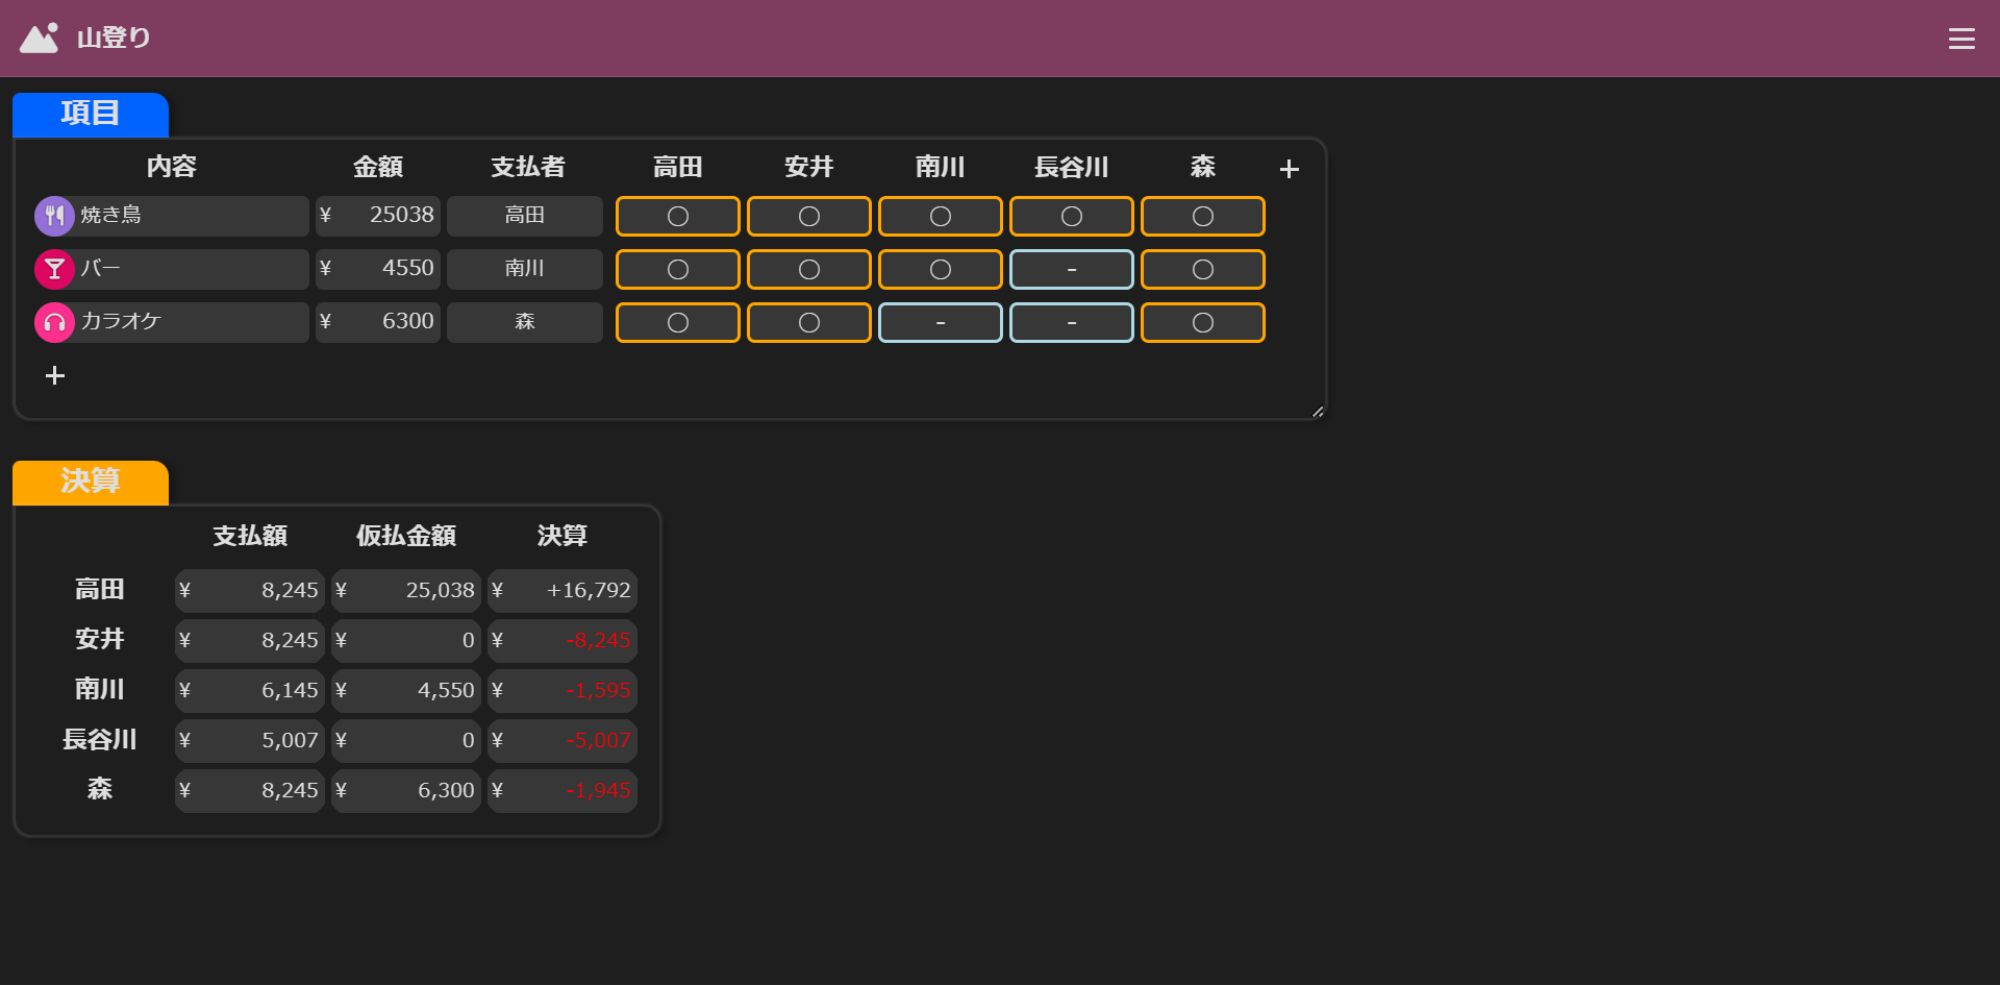 山登り
項目
内容 金額 支払者 高田 安井 南川 長谷川 森 +
焼き鳥 ¥ 25038 高田 ○ ○ ○ ○ ○
バー ¥ 4550 南川 ○ ○ ○ - ○
カラオケ ¥ 6300 森 ○ ○ - - ○
+
決算
支払額 仮払金額 決算
高田 ¥ 8,245 ¥ 25,038 ¥ +16,792
安井 ¥ 8,245 ¥ 0 ¥ -8,245
南川 ¥ 6,145 ¥ 4,550 ¥ -1,595
長谷川 ¥ 5,007 ¥ 0 ¥ -5,007
森 ¥ 8,245 ¥ 6,300 ¥ -1,945